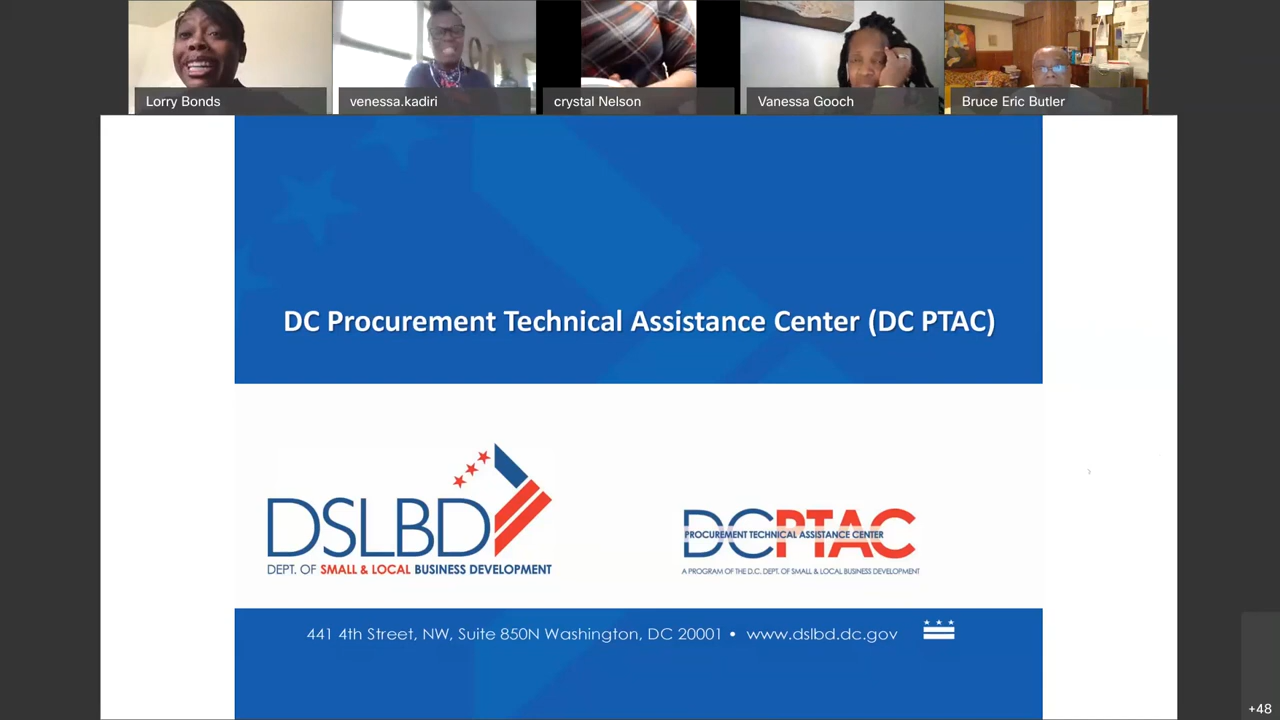 Lorry Bonds
venessa.kadiri
crystal Nelson
Vanessa Gooch
Bruce Eric Butler
DC Procurement Technical Assistance Center (DC PTAC)
DSLBD
DEPT. OF SMALL & LOCAL BUSINESS DEVELOPMENT
DCPTAC
PROCUREMENT TECHNICAL ASSISTANCE CENTER
A PROGRAM OF THE D.C. DEPT. OF SMALL & LOCAL BUSINESS DEVELOPMENT
441 4th Street, NW, Suite 850N Washington, DC 20001 • www.dslbd.dc.gov
+48